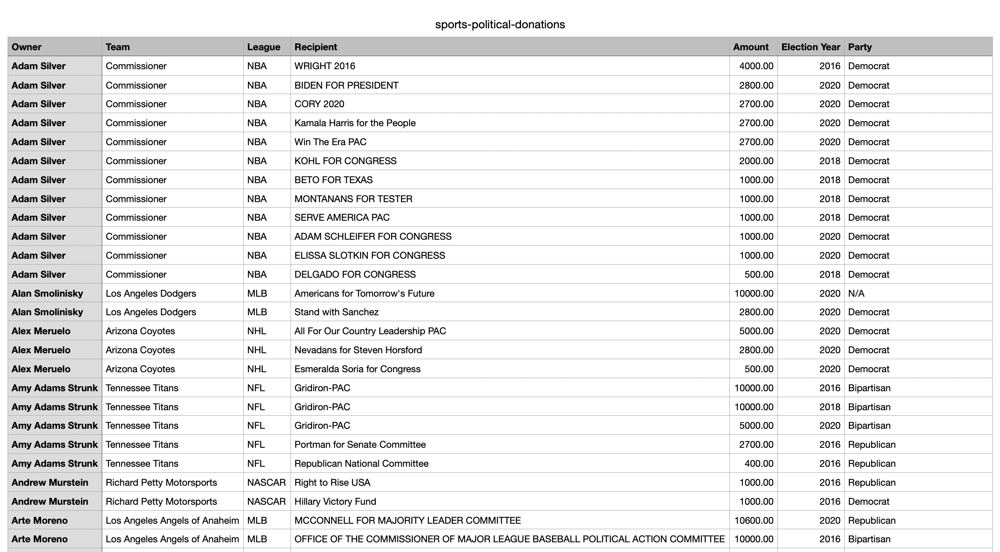 sports-political-donations
Owner Team League Recipient Amount Election Year Party
Adam Silver Commissioner NBA WRIGHT 2016 4000.00 2016 Democrat
Adam Silver Commissioner NBA BIDEN FOR PRESIDENT 2800.00 2020 Democrat
Adam Silver Commissioner NBA CORY 2020 2700.00 2020 Democrat
Adam Silver Commissioner NBA Kamala Harris for the People 2700.00 2020 Democrat
Adam Silver Commissioner NBA Win The Era PAC 2700.00 2020 Democrat
Adam Silver Commissioner NBA KOHL FOR CONGRESS 2000.00 2018 Democrat
Adam Silver Commissioner NBA BETO FOR TEXAS 1000.00 2018 Democrat
Adam Silver Commissioner NBA MONTANANS FOR TESTER 1000.00 2018 Democrat
Adam Silver Commissioner NBA SERVE AMERICA PAC 1000.00 2018 Democrat
Adam Silver Commissioner NBA ADAM SCHLEIFER FOR CONGRESS 1000.00 2020 Democrat
Adam Silver Commissioner NBA ELISSA SLOTKIN FOR CONGRESS 1000.00 2020 Democrat
Adam Silver Commissioner NBA DELGADO FOR CONGRESS 500.00 2018 Democrat
Alan Smolinisky Los Angeles Dodgers MLB Americans for Tomorrow's Future 10000.00 2020 N/A
Alan Smolinisky Los Angeles Dodgers MLB Stand with Sanchez 2800.00 2020 Democrat
Alex Meruelo Arizona Coyotes NHL All For Our Country Leadership PAC 5000.00 2020 Democrat
Alex Meruelo Arizona Coyotes NHL Nevadans for Steven Horsford 2800.00 2020 Democrat
Alex Meruelo Arizona Coyotes NHL Esmeralda Soria for Congress 500.00 2020 Democrat
Amy Adams Strunk Tennessee Titans NFL Gridiron-PAC 10000.00 2016 Bipartisan
Amy Adams Strunk Tennessee Titans NFL Gridiron-PAC 10000.00 2018 Bipartisan
Amy Adams Strunk Tennessee Titans NFL Gridiron-PAC 5000.00 2020 Bipartisan
Amy Adams Strunk Tennessee Titans NFL Portman for Senate Committee 2700.00 2016 Republican
Amy Adams Strunk Tennessee Titans NFL Republican National Committee 400.00 2016 Republican
Andrew Murstein Richard Petty Motorsports NASCAR Right to Rise USA 1000.00 2016 Republican
Andrew Murstein Richard Petty Motorsports NASCAR Hillary Victory Fund 1000.00 2016 Democrat
Arte Moreno Los Angeles Angels of Anaheim MLB MCCONNELL FOR MAJORITY LEADER COMMITTEE 10600.00 2020 Republican
Arte Moreno Los Angeles Angels of Anaheim MLB OFFICE OF THE COMMISSIONER OF MAJOR LEAGUE BASEBALL POLITICAL ACTION COMMITTEE 10000.00 2016 Bipartisan